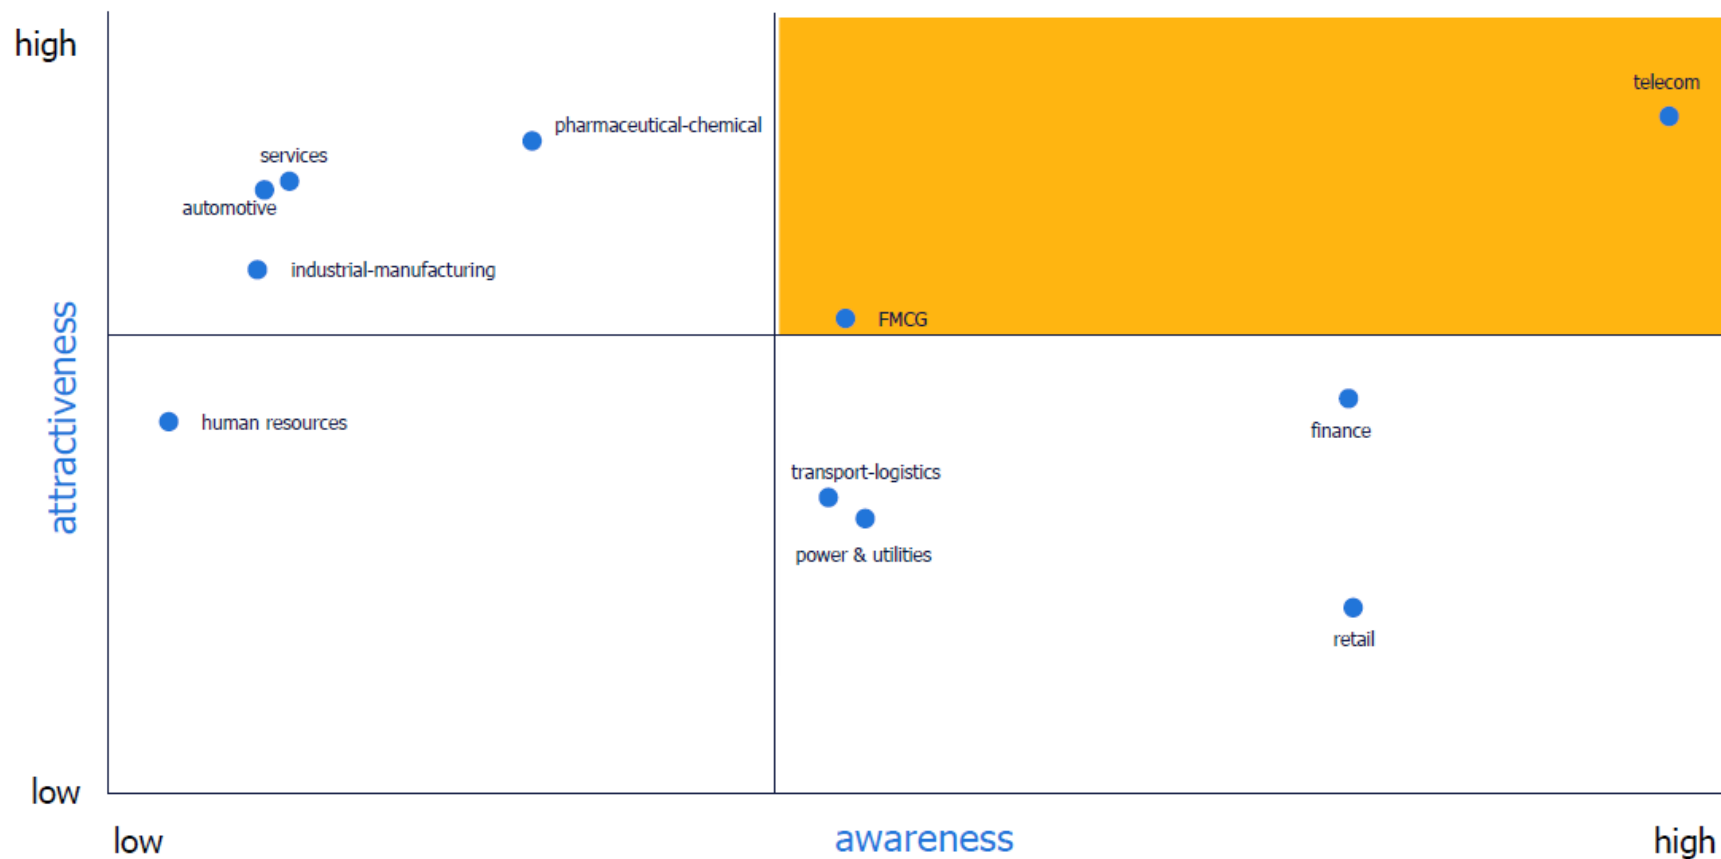 high
telecom
pharmaceutical-chemical
services
automotive
industrial-manufacturing
FMCG
attractiveness
human resources
finance
transport-logistics
power & utilities
retail
low
low
awareness
high